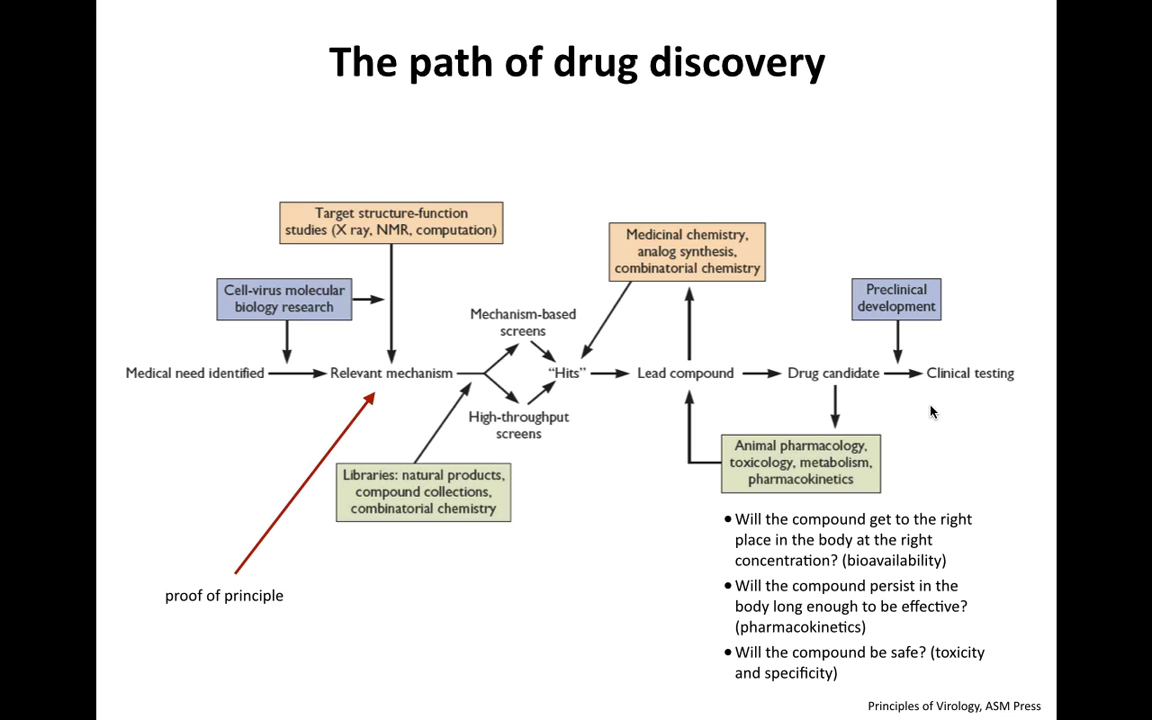 The path of drug discovery
Target structure-function
studies (X ray, NMR, computation)
Medicinal chemistry,
analog synthesis,
combinatorial chemistry
Cell-virus molecular
biology research
Preclinical
development
Mechanism-based
screens
Medical need identified
Relevant mechanism
“Hits”
Lead compound
Drug candidate
Clinical testing
High-throughput
screens
Libraries: natural products,
compound collections,
combinatorial chemistry
Animal pharmacology,
toxicology, metabolism,
pharmacokinetics
proof of principle
• Will the compound get to the right
place in the body at the right
concentration? (bioavailability)
• Will the compound persist in the
body long enough to be effective?
(pharmacokinetics)
• Will the compound be safe? (toxicity
and specificity)
Principles of Virology, ASM Press